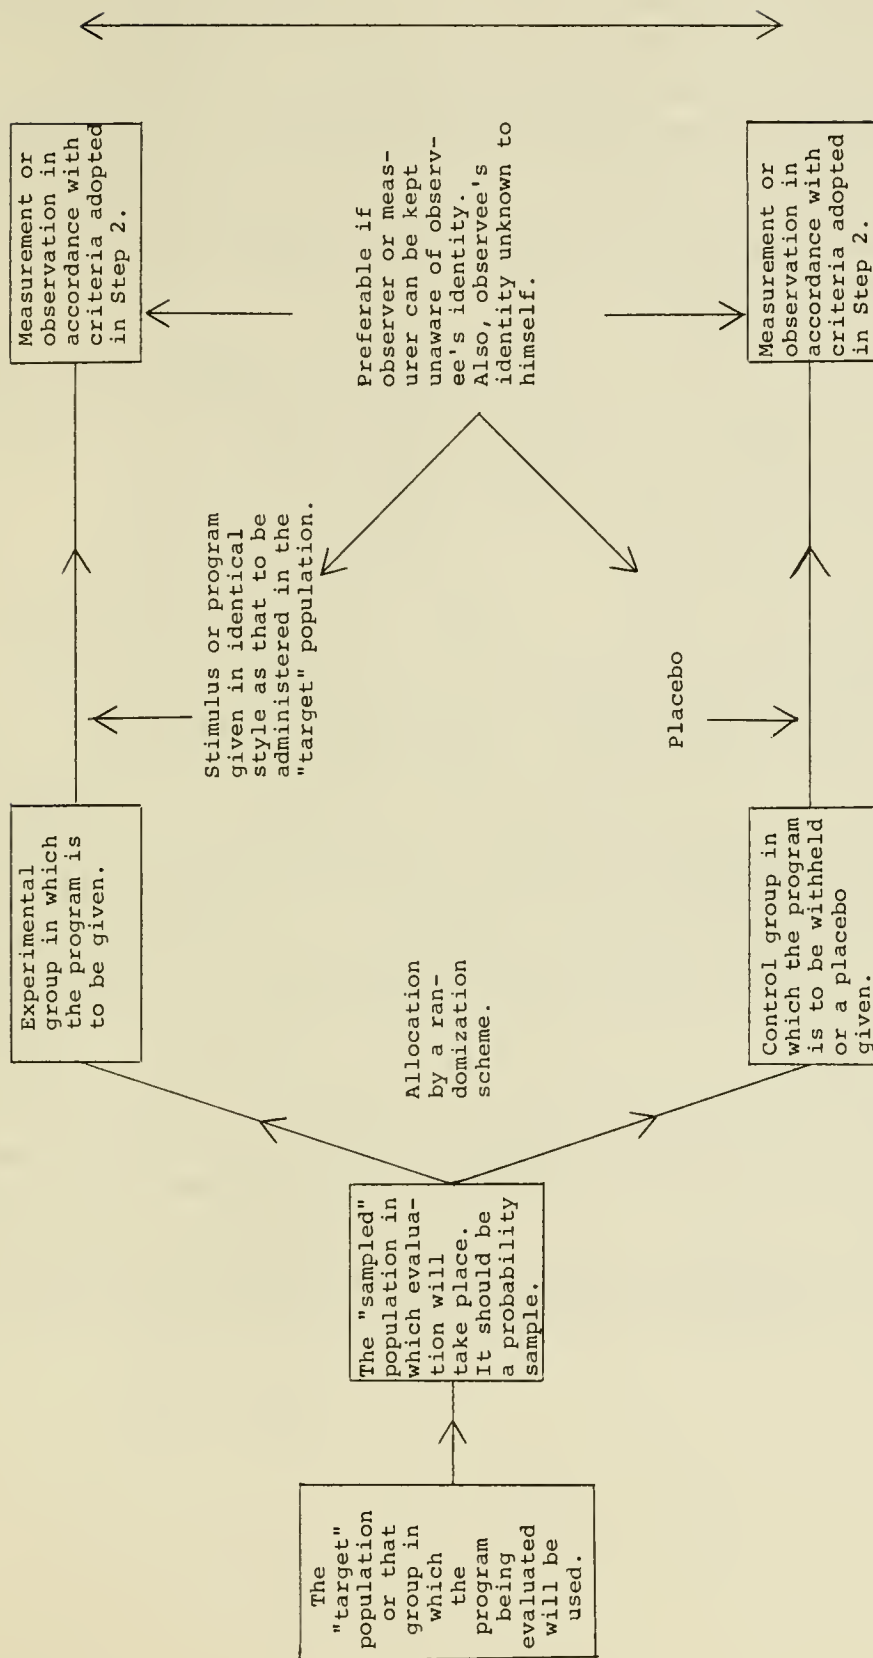 The
"target"
population
or that
group in
which
the
program
being
evaluated
will be
used.
The "sampled"
population in
which evalua-
tion will
take place.
It should be
a probability
sample.
Allocation
by a ran-
domization
scheme.
Experimental
group in which
the program is
to be given.
Control group in
which the program
is to be withheld
or a placebo
given.
Stimulus or program
given in identical
style as that to be
administered in the
"target" population.
Placebo
Preferable if
observer or meas-
urer can be kept
unaware of observ-
ee's identity.
Also, observee's
identity unknown to
himself.
Measurement or
observation in
accordance with
criteria adopted
in Step 2.
Measurement or
observation in
accordance with
criteria adopted
in Step 2.